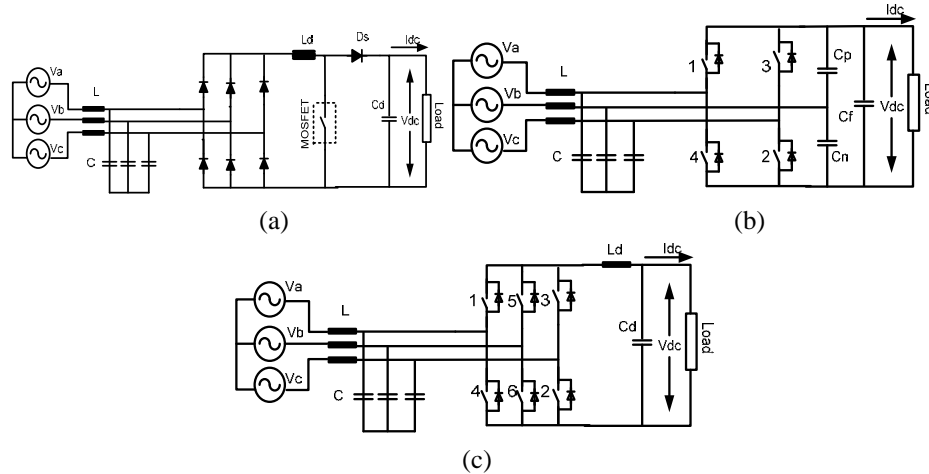 Va
Vb
Vc
L
C
Ld
Ds
Idc
MOSFET
Cd
Vdc
Load
(a)
Va
Vb
Vc
L
C
1
3
4
2
Cp
Cf
Cn
Idc
Vdc
Load
(b)
Va
Vb
Vc
L
C
1
5
3
4
6
2
Ld
Idc
Cd
Vdc
Load
(c)